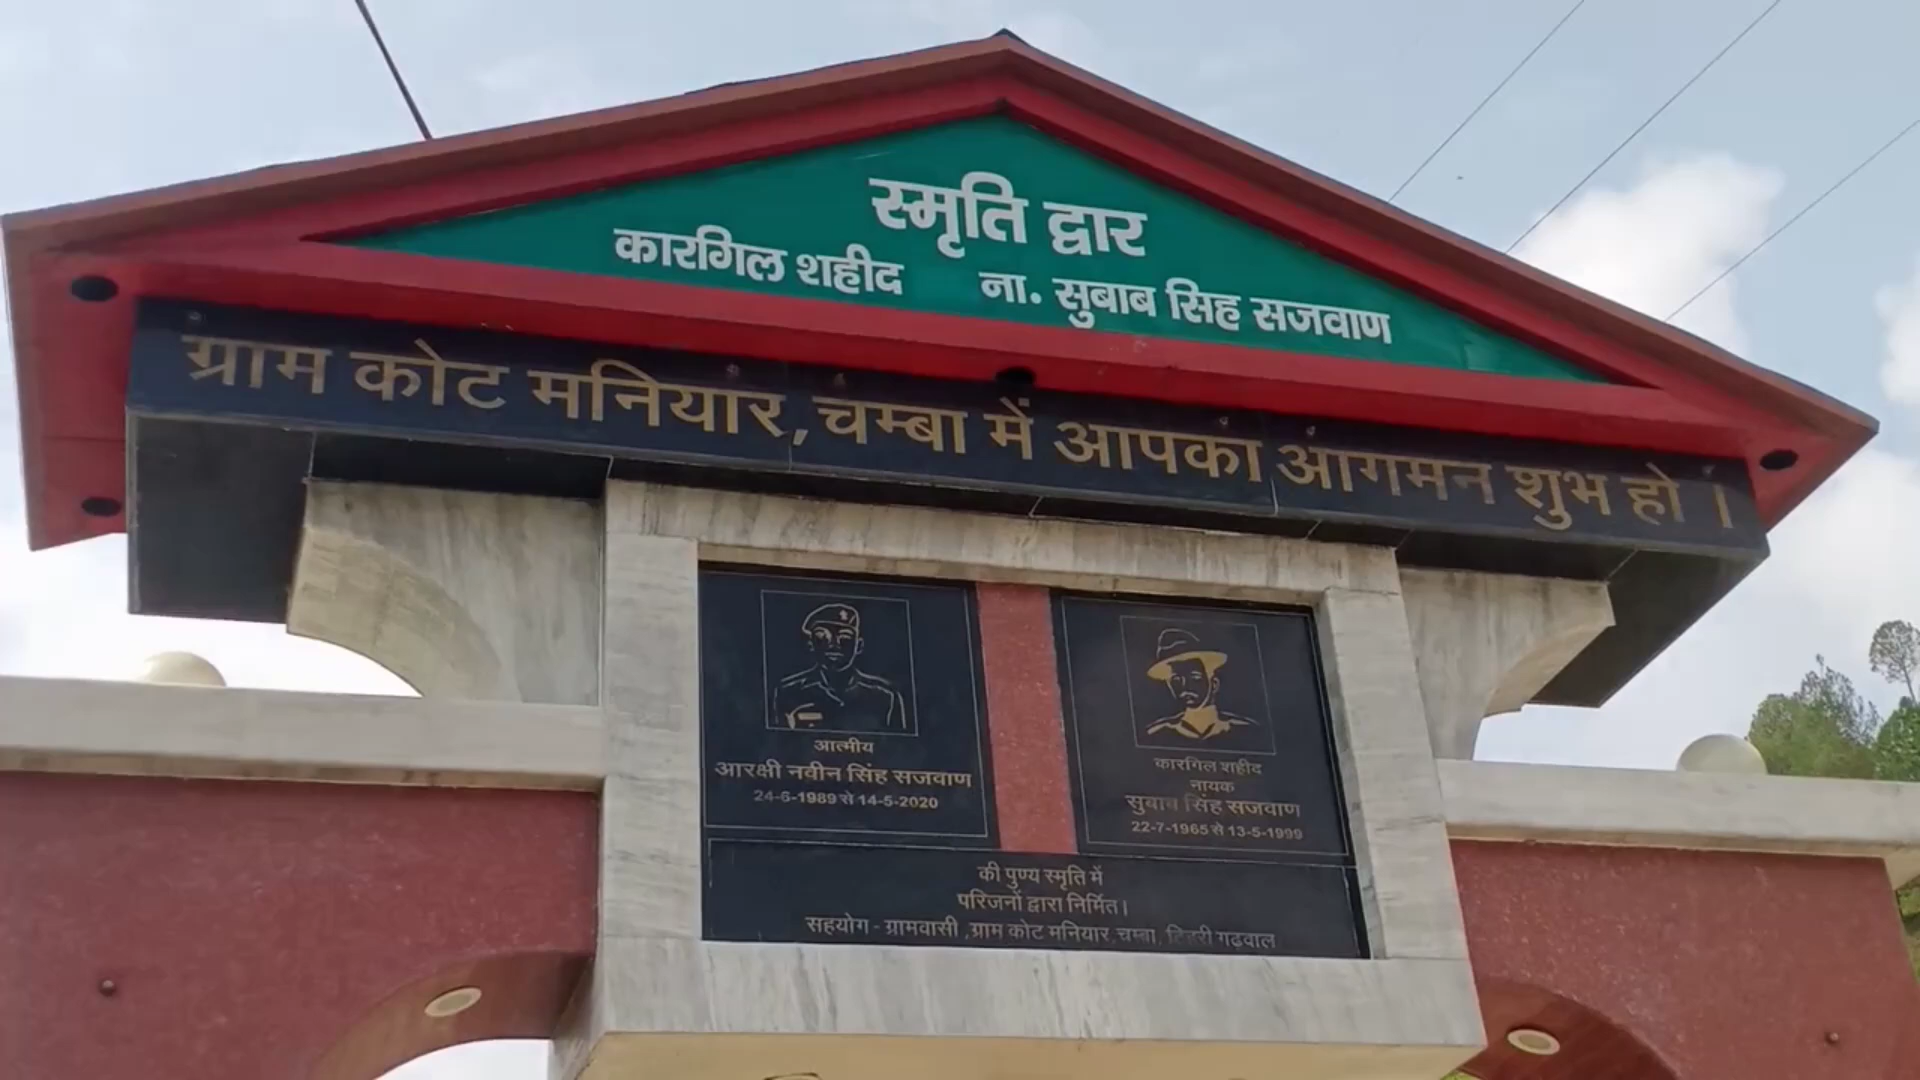 स्मृति द्वार
कारगिल शहीद ना. सुबाब सिंह सजवाण
ग्राम कोट मनियार, चम्बा में आपका आगमन शुभ हो ।
आत्मीय
आरक्षी नवीन सिंह सजवाण
24-6-1989 से 14-5-2020
कारगिल शहीद
नायक
सुबाब सिंह सजवाण
22-7-1965 से 13-5-1999
की पुण्य स्मृति में
परिजनों द्वारा निर्मित।
सहयोग - ग्रामवासी ,ग्राम कोट मनियार,चम्बा, टिहरी गढ़वाल